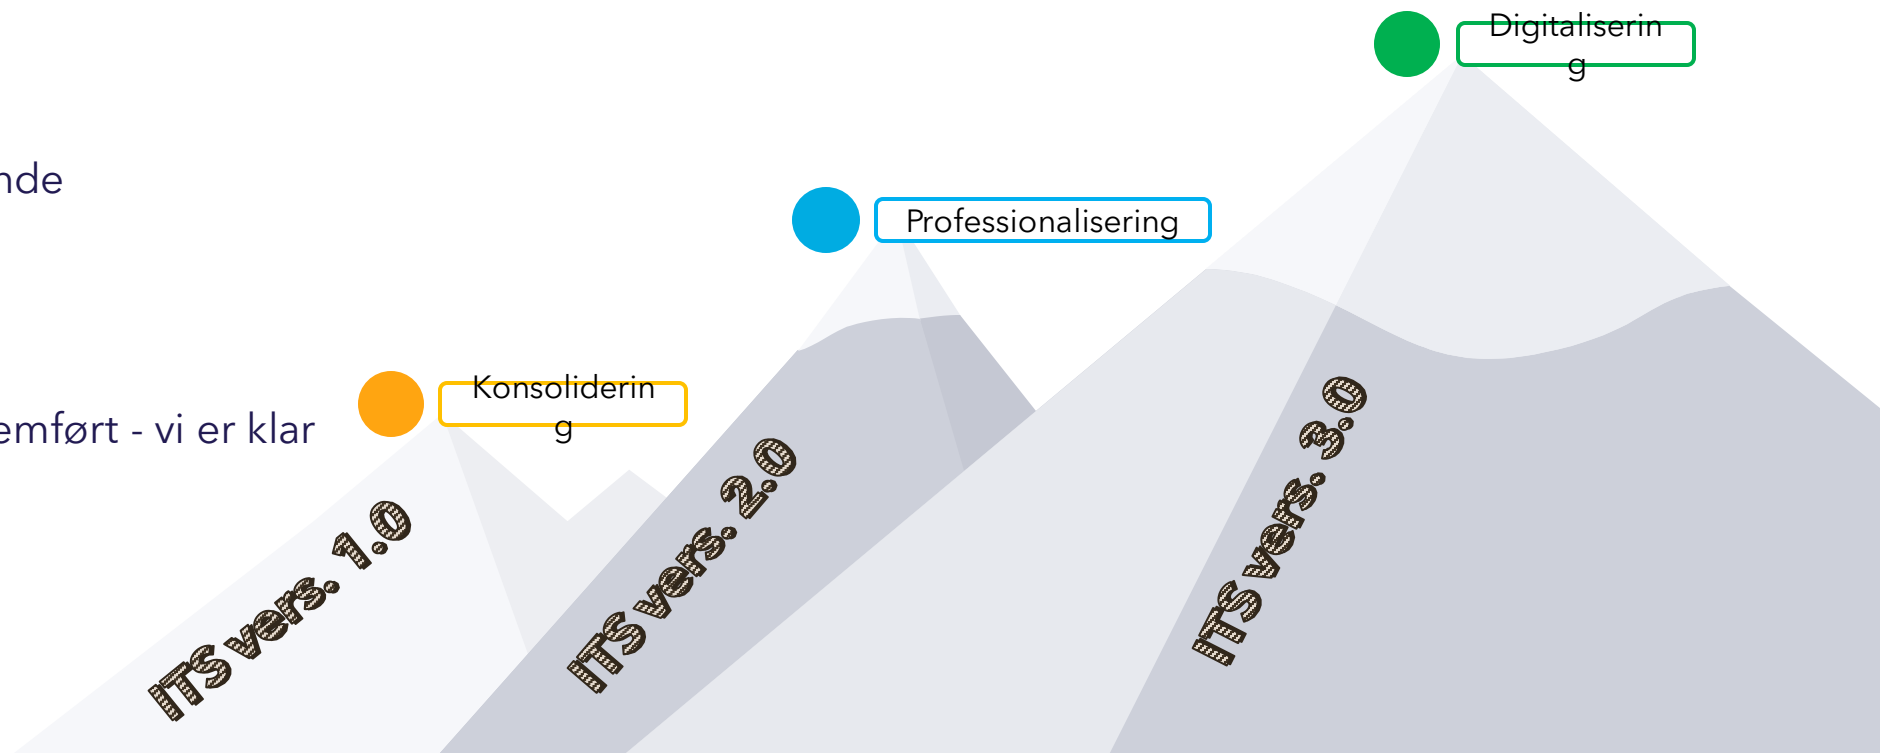 Digitaliserin
g
nde
Professionalisering
Konsoliderin
g
emført - vi er klar
ITS vers. 1.0
ITS vers. 2.0
ITS vers. 3.0